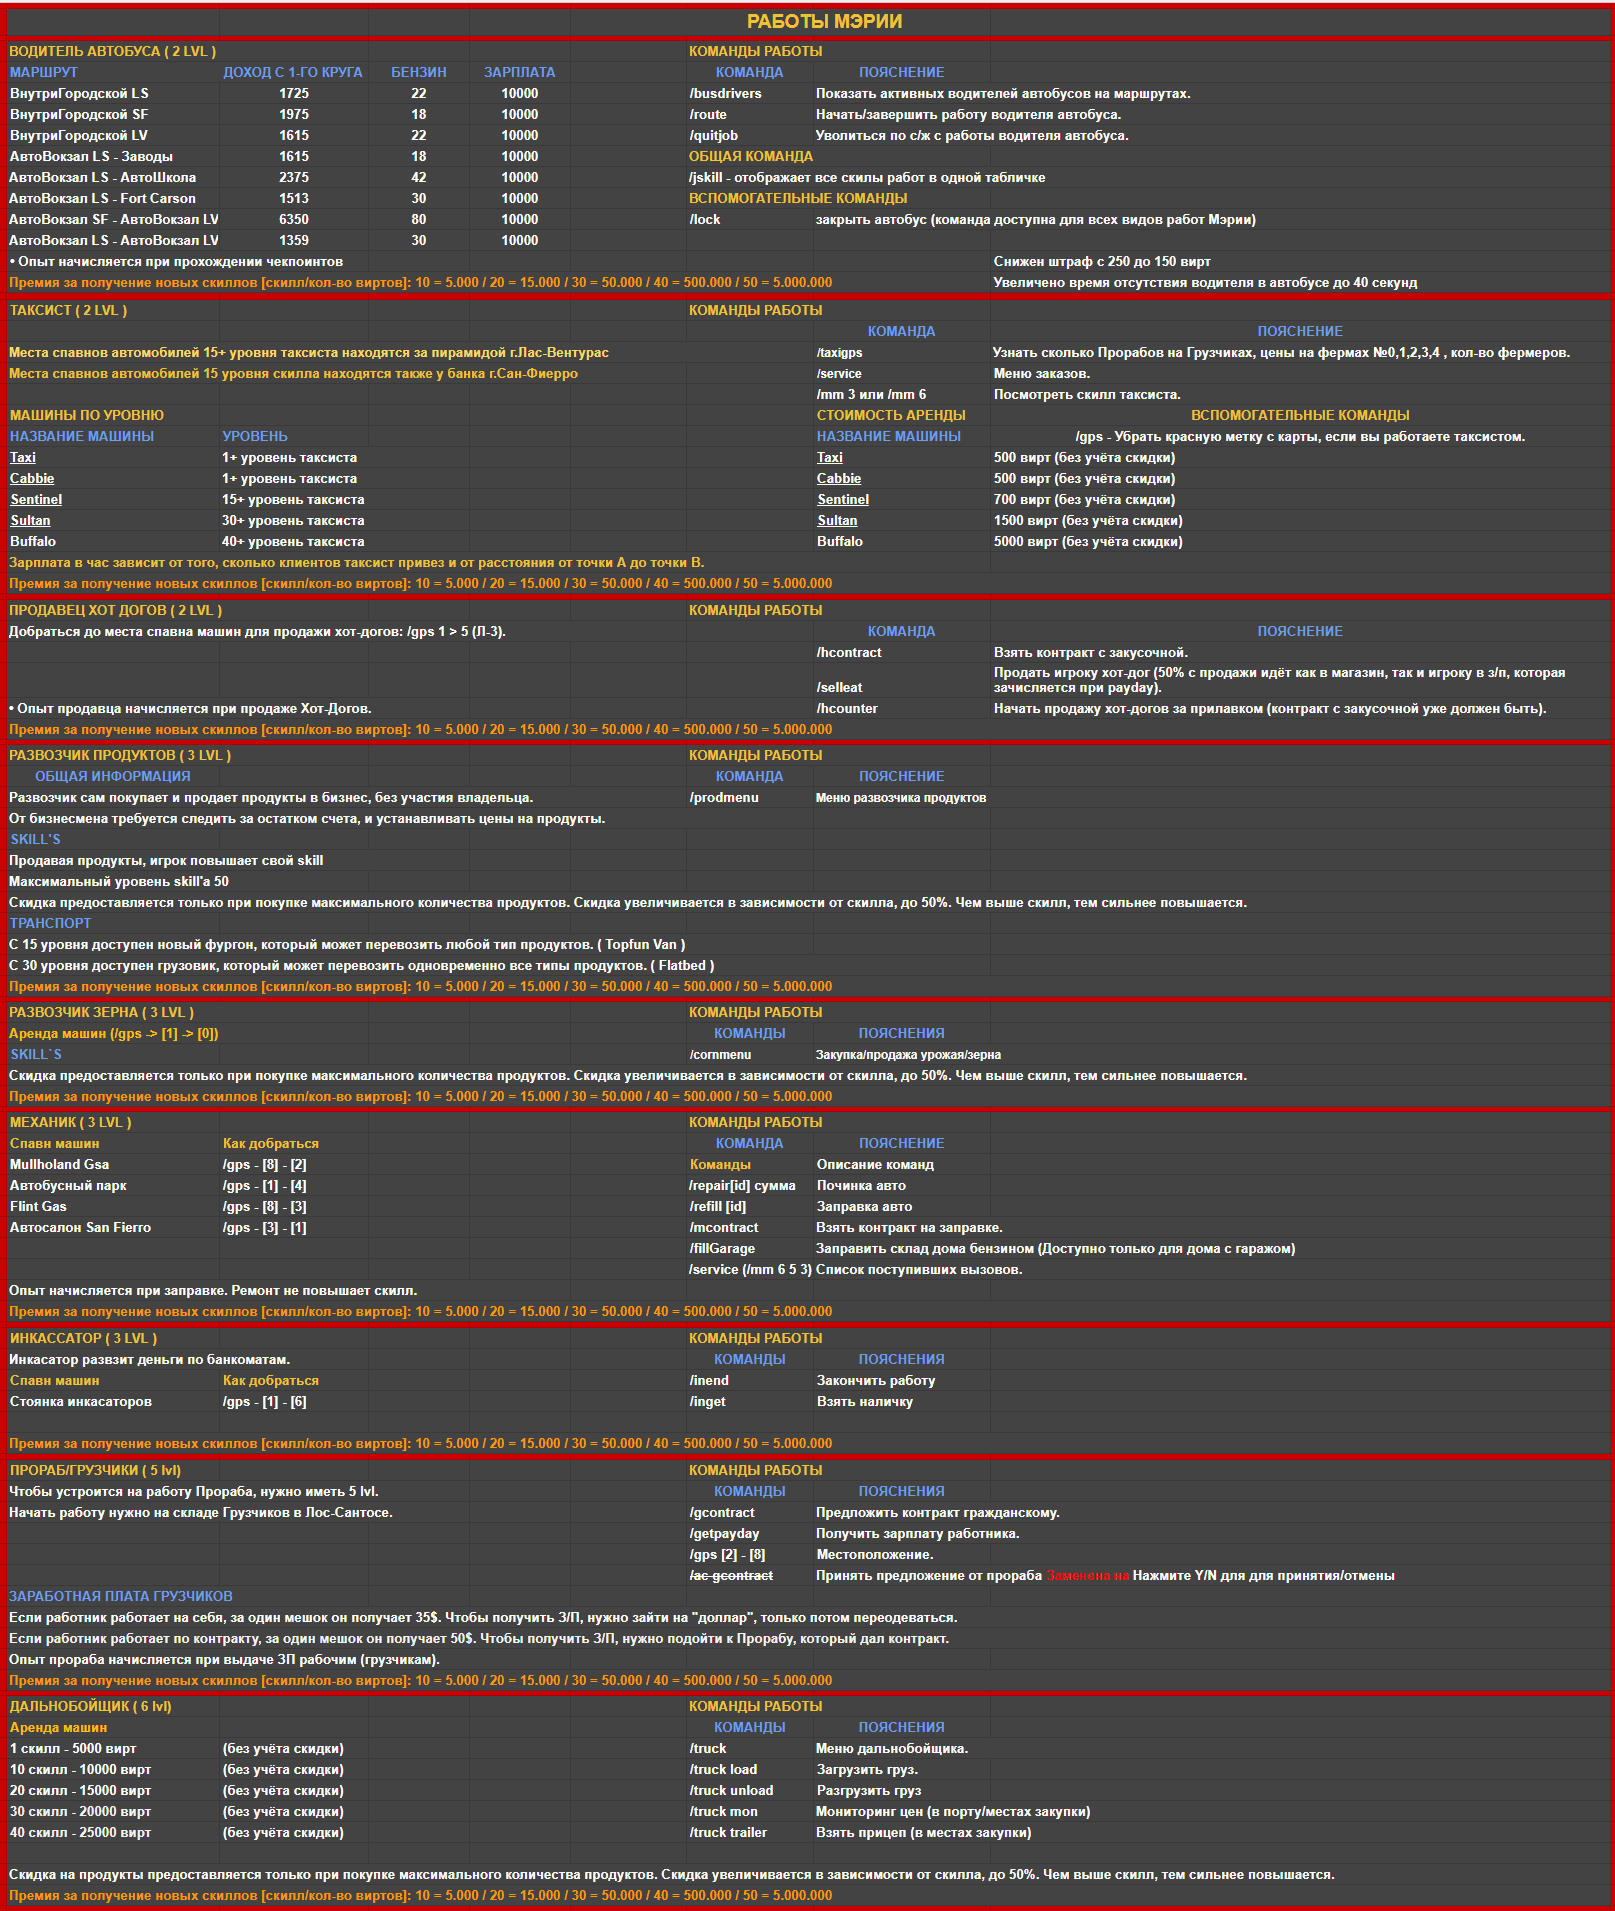 РАБОТЫ МЭРИИ
ВОДИТЕЛЬ АВТОБУСА ( 2 LVL ) КОМАНДЫ РАБОТЫ
МАРШРУТ ДОХОД С 1-ГО КРУГА БЕНЗИН ЗАРПЛАТА КОМАНДА ПОЯСНЕНИЕ
ВнутриГородской LS 1725 22 10000 /busdrivers Показать активных водителей автобусов на маршрутах.
ВнутриГородской SF 1975 18 10000 /route Начать/завершить работу водителя автобуса.
ВнутриГородской LV 1615 22 10000 /quitjob Уволиться по с/ж с работы водителя автобуса.
АвтоВокзал LS - Заводы 1615 18 10000 ОБЩАЯ КОМАНДА
АвтоВокзал LS - АвтоШкола 2375 42 10000 /jskill - отображает все скилы работ в одной табличке
АвтоВокзал LS - Fort Carson 1513 30 10000 ВСПОМОГАТЕЛЬНЫЕ КОМАНДЫ
АвтоВокзал SF - АвтоВокзал LV 6350 80 10000 /lock закрыть автобус (команда доступна для всех видов работ Мэрии)
АвтоВокзал LS - АвтоВокзал LV 1359 30 10000
• Опыт начисляется при прохождении чекпоинтов Снижен штраф с 250 до 150 вирт
Премия за получение новых скиллов [скилл/кол-во виртов]: 10 = 5.000 / 20 = 15.000 / 30 = 50.000 / 40 = 500.000 / 50 = 5.000.000 Увеличено время отсутствия водителя в автобусе до 40 секунд
ТАКСИСТ ( 2 LVL ) КОМАНДЫ РАБОТЫ
КОМАНДА ПОЯСНЕНИЕ
Места спавнов автомобилей 15+ уровня таксиста находятся за пирамидой г.Лас-Вентурас /taxigps Узнать сколько Прорабов на Грузчиках, цены на фермах №0,1,2,3,4 , кол-во фермеров.
Места спавнов автомобилей 15 уровня скилла находятся также у банка г.Сан-Фиерро /service Меню заказов.
/mm 3 или /mm 6 Посмотреть скилл таксиста.
МАШИНЫ ПО УРОВНЮ СТОИМОСТЬ АРЕНДЫ ВСПОМОГАТЕЛЬНЫЕ КОМАНДЫ
НАЗВАНИЕ МАШИНЫ УРОВЕНЬ НАЗВАНИЕ МАШИНЫ /gps - Убрать красную метку с карты, если вы работаете таксистом.
Taxi 1+ уровень таксиста Taxi 500 вирт (без учёта скидки)
Cabbie 1+ уровень таксиста Cabbie 500 вирт (без учёта скидки)
Sentinel 15+ уровень таксиста Sentinel 700 вирт (без учёта скидки)
Sultan 30+ уровень таксиста Sultan 1500 вирт (без учёта скидки)
Buffalo 40+ уровень таксиста Buffalo 5000 вирт (без учёта скидки)
Зарплата в час зависит от того, сколько клиентов таксист привез и от расстояния от точки А до точки В.
Премия за получение новых скиллов [скилл/кол-во виртов]: 10 = 5.000 / 20 = 15.000 / 30 = 50.000 / 40 = 500.000 / 50 = 5.000.000
ПРОДАВЕЦ ХОТ ДОГОВ ( 2 LVL ) КОМАНДЫ РАБОТЫ
Добраться до места спавна машин для продажи хот-догов: /gps 1 > 5 (Л-3). КОМАНДА ПОЯСНЕНИЕ
/hcontract Взять контракт с закусочной.
/selleat Продать игроку хот-дог (50% с продажи идёт как в магазин, так и игроку в з/п, которая
зачисляется при payday).
• Опыт продавца начисляется при продаже Хот-Догов. /hcounter Начать продажу хот-догов за прилавком (контракт с закусочной уже должен быть).
Премия за получение новых скиллов [скилл/кол-во виртов]: 10 = 5.000 / 20 = 15.000 / 30 = 50.000 / 40 = 500.000 / 50 = 5.000.000
РАЗВОЗЧИК ПРОДУКТОВ ( 3 LVL ) КОМАНДЫ РАБОТЫ
ОБЩАЯ ИНФОРМАЦИЯ КОМАНДА ПОЯСНЕНИЕ
Развозчик сам покупает и продает продукты в бизнес, без участия владельца. /prodmenu Меню развозчика продуктов
От бизнесмена требуется следить за остатком счета, и устанавливать цены на продукты.
SKILL'S
Продавая продукты, игрок повышает свой skill
Максимальный уровень skill'а 50
Скидка предоставляется только при покупке максимального количества продуктов. Скидка увеличивается в зависимости от скилла, до 50%. Чем выше скилл, тем сильнее повышается.
ТРАНСПОРТ
С 15 уровня доступен новый фургон, который может перевозить любой тип продуктов. ( Topfun Van )
С 30 уровня доступен грузовик, который может перевозить одновременно все типы продуктов. ( Flatbed )
Премия за получение новых скиллов [скилл/кол-во виртов]: 10 = 5.000 / 20 = 15.000 / 30 = 50.000 / 40 = 500.000 / 50 = 5.000.000
РАЗВОЗЧИК ЗЕРНА ( 3 LVL ) КОМАНДЫ РАБОТЫ
Аренда машин (/gps -> [1] -> [0]) КОМАНДЫ ПОЯСНЕНИЯ
SKILL`S /cornmenu Закупка/продажа урожая/зерна
Скидка предоставляется только при покупке максимального количества продуктов. Скидка увеличивается в зависимости от скилла, до 50%. Чем выше скилл, тем сильнее повышается.
Премия за получение новых скиллов [скилл/кол-во виртов]: 10 = 5.000 / 20 = 15.000 / 30 = 50.000 / 40 = 500.000 / 50 = 5.000.000
МЕХАНИК ( 3 LVL ) КОМАНДЫ РАБОТЫ
Спавн машин Как добраться КОМАНДА ПОЯСНЕНИЕ
Mullholand Gsa /gps - [8] - [2] Команды Описание команд
Автобусный парк /gps - [1] - [4] /repair[id] сумма Починка авто
Flint Gas /gps - [8] - [3] /refill [id] Заправка авто
Автосалон San Fierro /gps - [3] - [1] /mcontract Взять контракт на заправке.
/fillGarage Заправить склад дома бензином (Доступно только для дома с гаражом)
/service (/mm 6 5 3) Список поступивших вызовов.
Опыт начисляется при заправке. Ремонт не повышает скилл.
Премия за получение новых скиллов [скилл/кол-во виртов]: 10 = 5.000 / 20 = 15.000 / 30 = 50.000 / 40 = 500.000 / 50 = 5.000.000
ИНКАССАТОР ( 3 LVL ) КОМАНДЫ РАБОТЫ
Инкасатор развзит деньги по банкоматам. КОМАНДЫ ПОЯСНЕНИЯ
Спавн машин Как добраться /inend Закончить работу
Стоянка инкасаторов /gps - [1] - [6] /inget Взять наличку
Премия за получение новых скиллов [скилл/кол-во виртов]: 10 = 5.000 / 20 = 15.000 / 30 = 50.000 / 40 = 500.000 / 50 = 5.000.000
ПРОРАБ/ГРУЗЧИКИ ( 5 lvl) КОМАНДЫ РАБОТЫ
Чтобы устроится на работу Прораба, нужно иметь 5 lvl. КОМАНДЫ ПОЯСНЕНИЯ
Начать работу нужно на складе Грузчиков в Лос-Сантосе. /gcontract Предложить контракт гражданскому.
/getpayday Получить зарплату работника.
/gps [2] - [8] Местоположение.
/ac gcontract Принять предложение от прораба Заменена на Нажмите Y/N для для принятия/отмены
ЗАРАБОТНАЯ ПЛАТА ГРУЗЧИКОВ
Если работник работает на себя, за один мешок он получает 35$. Чтобы получить З/П, нужно зайти на "доллар", только потом переодеваться.
Если работник работает по контракту, за один мешок он получает 50$. Чтобы получить З/П, нужно подойти к Прорабу, который дал контракт.
Опыт прораба начисляется при выдаче ЗП рабочим (грузчикам).
Премия за получение новых скиллов [скилл/кол-во виртов]: 10 = 5.000 / 20 = 15.000 / 30 = 50.000 / 40 = 500.000 / 50 = 5.000.000
ДАЛЬНОБОЙЩИК ( 6 lvl) КОМАНДЫ РАБОТЫ
Аренда машин КОМАНДЫ ПОЯСНЕНИЯ
1 скилл - 5000 вирт (без учёта скидки) /truck Меню дальнобойщика.
10 скилл - 10000 вирт (без учёта скидки) /truck load Загрузить груз.
20 скилл - 15000 вирт (без учёта скидки) /truck unload Разгрузить груз
30 скилл - 20000 вирт (без учёта скидки) /truck mon Мониторинг цен (в порту/местах закупки)
40 скилл - 25000 вирт (без учёта скидки) /truck trailer Взять прицеп (в местах закупки)
Скидка на продукты предоставляется только при покупке максимального количества продуктов. Скидка увеличивается в зависимости от скилла, до 50%. Чем выше скилл, тем сильнее повышается.
Премия за получение новых скиллов [скилл/кол-во виртов]: 10 = 5.000 / 20 = 15.000 / 30 = 50.000 / 40 = 500.000 / 50 = 5.000.000